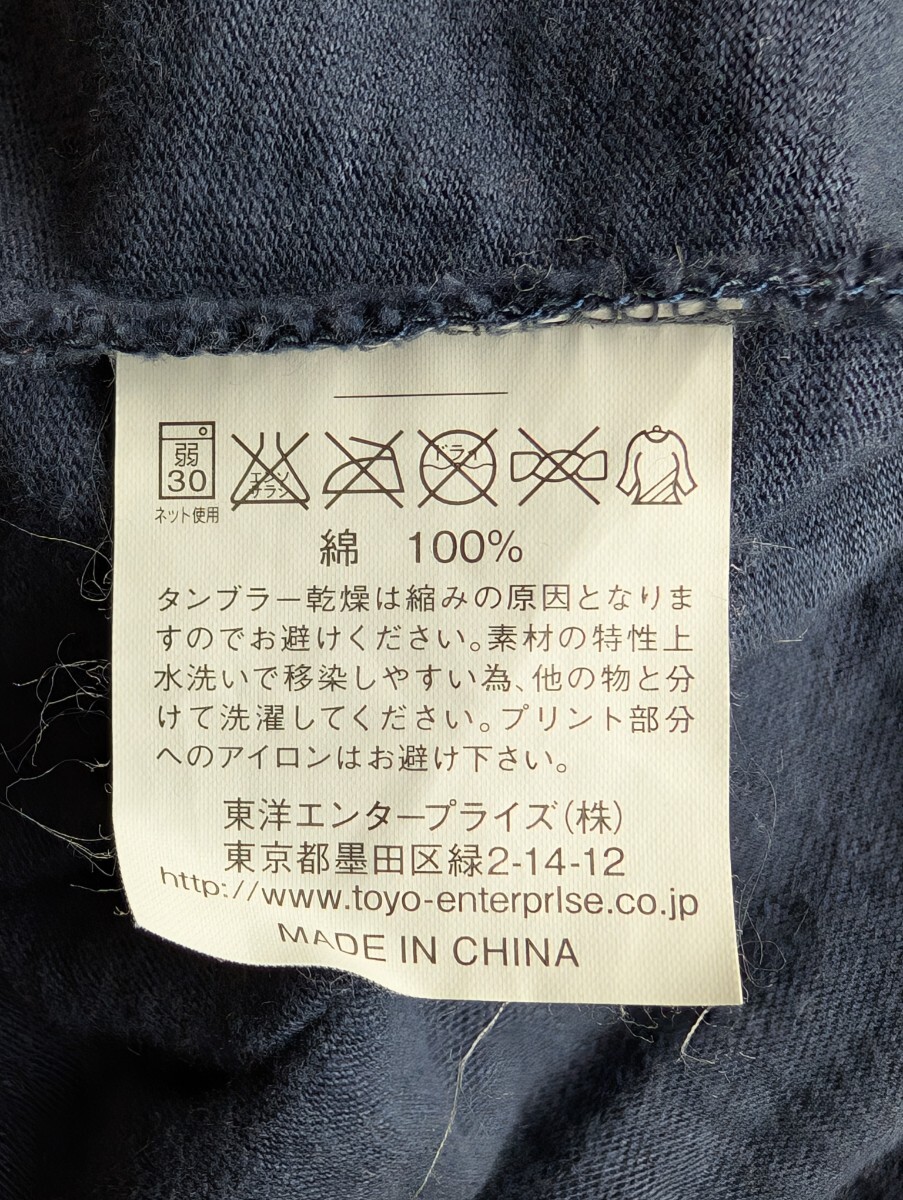 弱
30
ネット使用
エンソ
サラシ
ドライ
綿 100%
タンブラー乾燥は縮みの原因となりま
すのでお避けください。素材の特性上
水洗いで移染しやすい為、他の物と分
けて洗濯してください。プリント部分
へのアイロンはお避け下さい。
東洋エンタープライズ(株)
東京都墨田区緑2-14-12
http://www.toyo-enterprIse.co.jp
MADE IN CHINA